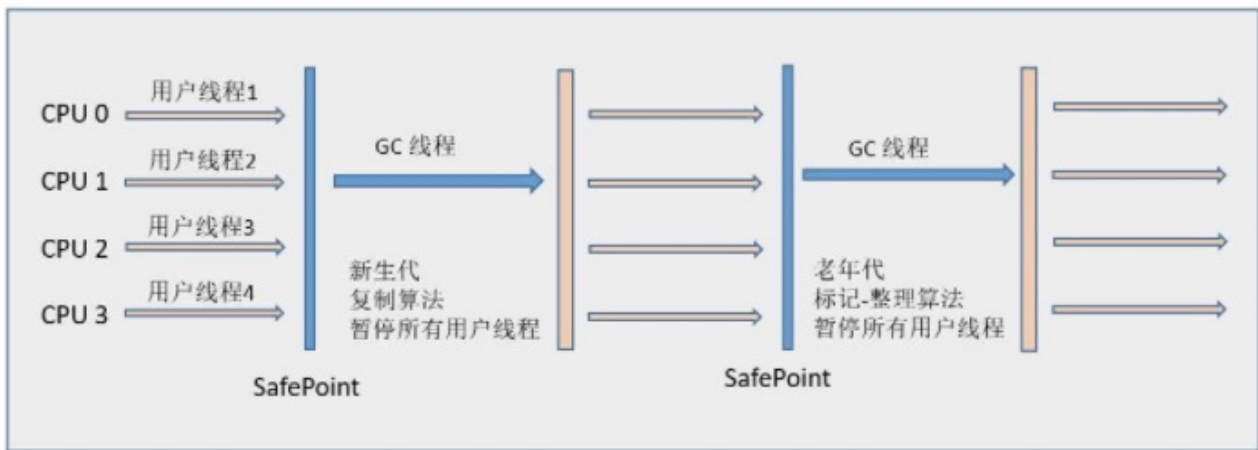 用户线程1
CPU 0
GC 线程
GC 线程
用户线程2
CPU 1
用户线程3
CPU 2
新生代
复制算法
暂停所有用户线程
老年代
标记-整理算法
暂停所有用户线程
用户线程4
CPU 3
SafePoint
SafePoint